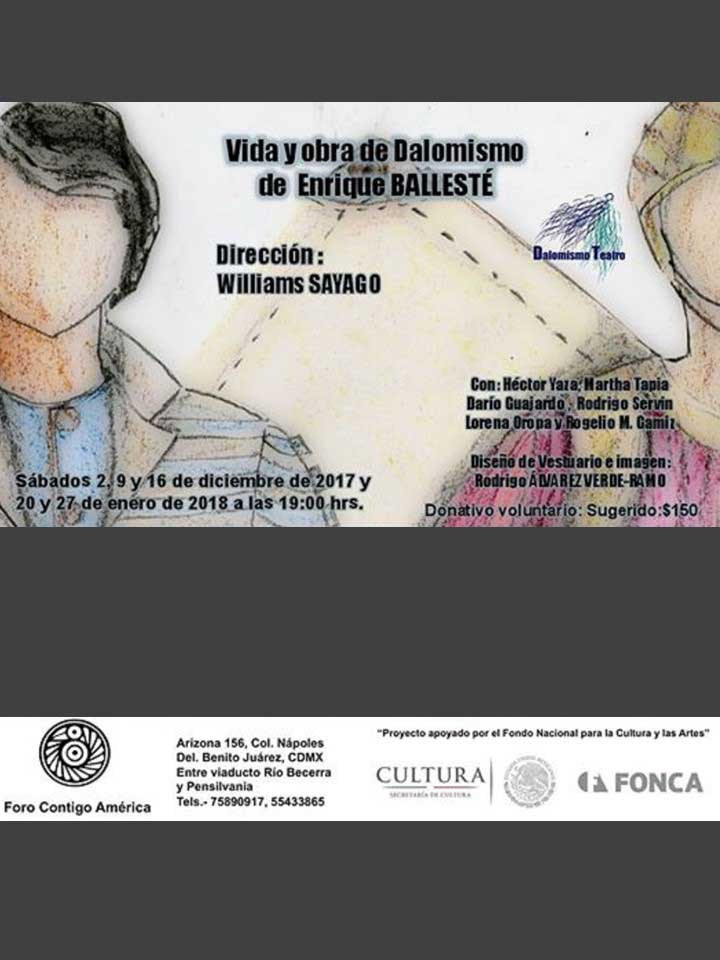 Vida y obra de Dalomismo
de Enrique BALLESTÉ
Dirección:
Williams SAYAGO
Dalomismo Teatro
Con: Héctor Yaza, Martha Tapia
Darío Guajardo, Rodrigo Servín
Lorena Oropa y Rogelio M. Gamiz
Diseño de Vestuario e imagen:
Rodrigo ÁLVAREZ VERDE-RAMO
Sábados 2, 9 y 16 de diciembre de 2017 y
20 y 27 de enero de 2018 a las 19:00 hrs.
Donativo voluntario: Sugerido:$150
Foro Contigo América
Arizona 156, Col. Nápoles
Del. Benito Juárez, CDMX
Entre viaducto Río Becerra
y Pensilvania
Tels.- 75890917, 55433865
"Proyecto apoyado por el Fondo Nacional para la Cultura y las Artes"
CULTURA
SECRETARÍA DE CULTURA
FONCA